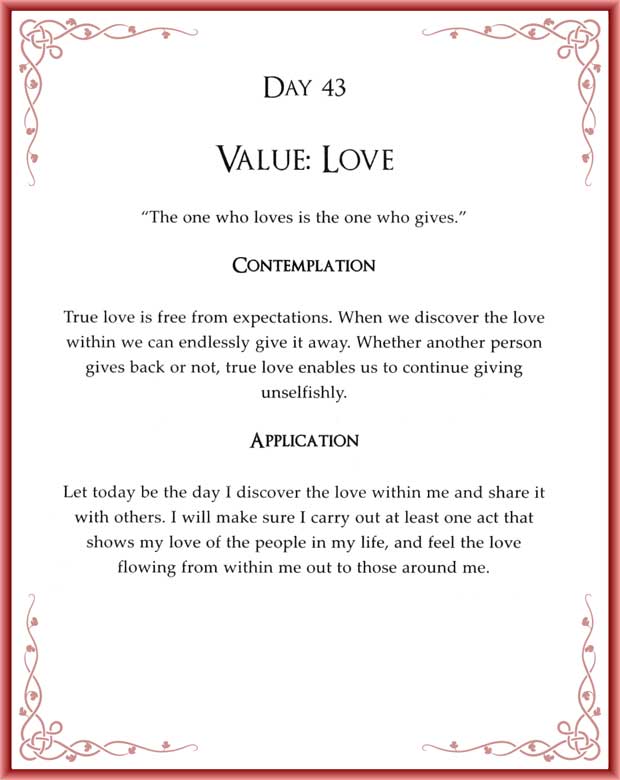 Day 43
Value: Love
“The one who loves is the one who gives.”
Contemplation
True love is free from expectations. When we discover the love
within we can endlessly give it away. Whether another person
gives back or not, true love enables us to continue giving
unselfishly.
Application
Let today be the day I discover the love within me and share it
with others. I will make sure I carry out at least one act that
shows my love of the people in my life, and feel the love
flowing from within me out to those around me.